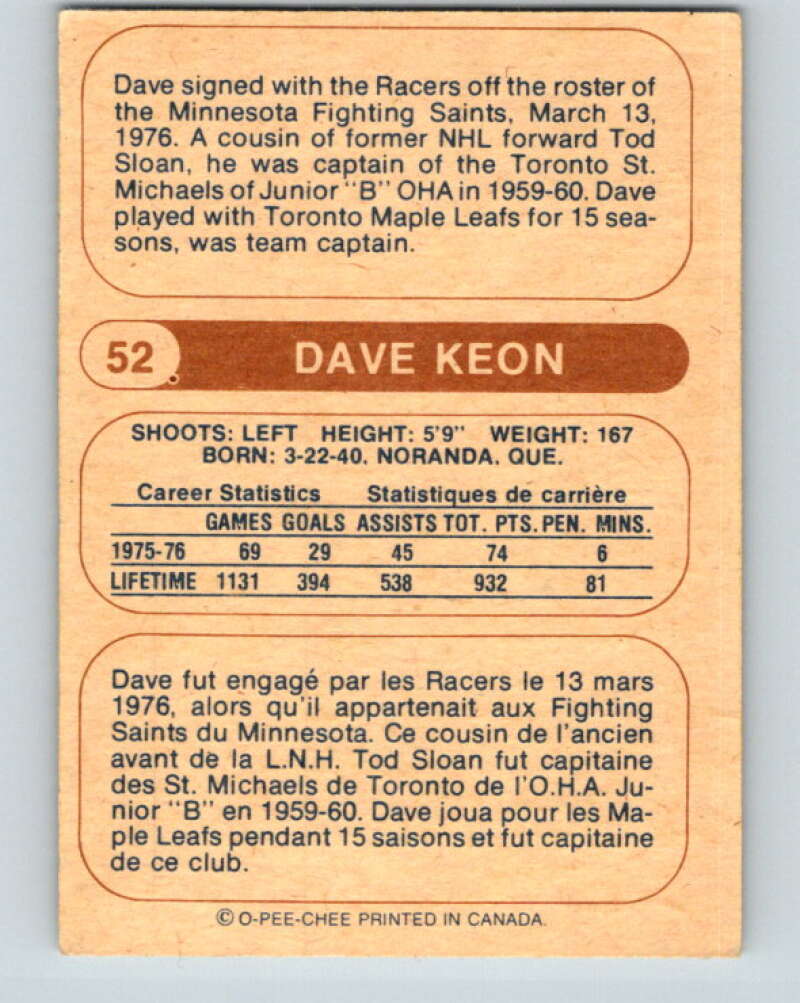 Dave signed with the Racers off the roster of
the Minnesota Fighting Saints, March 13,
1976. A cousin of former NHL forward Tod
Sloan, he was captain of the Toronto St.
Michaels of Junior "B" OHA in 1959-60. Dave
played with Toronto Maple Leafs for 15 sea-
sons, was team captain.
52 DAVE KEON
SHOOTS: LEFT HEIGHT: 5'9" WEIGHT: 167
BORN: 3-22-40, NORANDA, QUE.
Career Statistics Statistiques de carrière
GAMES GOALS ASSISTS TOT. PTS. PEN. MINS.
1975-76 69 29 45 74 6
LIFETIME 1131 394 538 932 81
Dave fut engagé par les Racers le 13 mars
1976, alors qu'il appartenait aux Fighting
Saints du Minnesota. Ce cousin de l'ancien
avant de la L.N.H. Tod Sloan fut capitaine
des St. Michaels de Toronto de l'O.H.A. Ju-
nior "B" en 1959-60. Dave joua pour les Ma-
ple Leafs pendant 15 saisons et fut capitaine
de ce club.
© O-PEE-CHEE PRINTED IN CANADA.